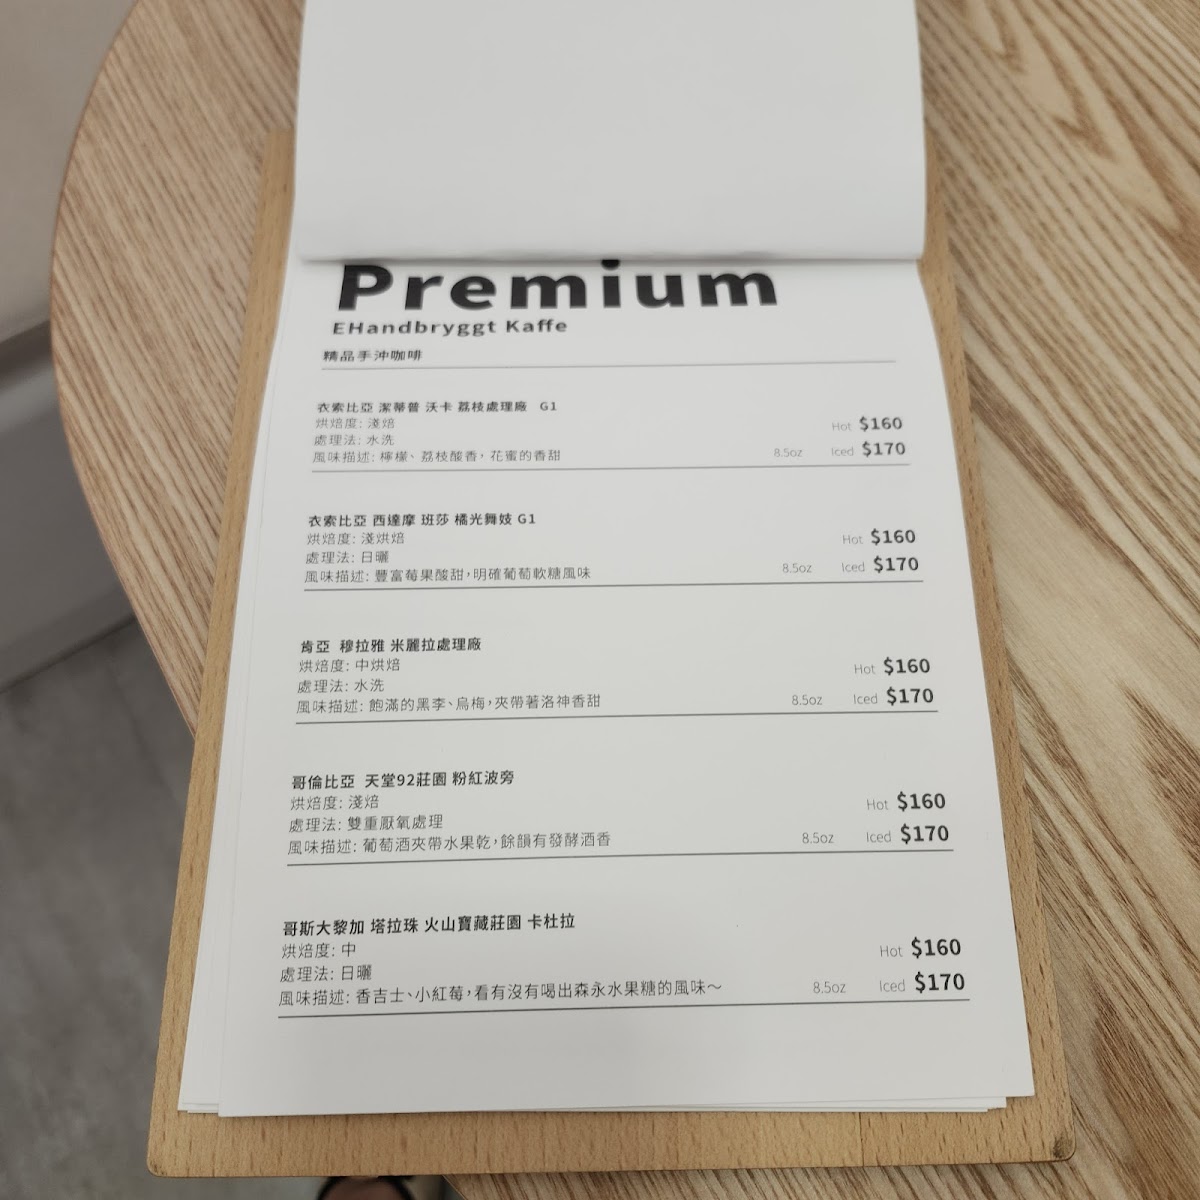 Premium
EHandbryggt Kaffe
精品手沖咖啡
衣索比亞 潔蒂普 沃卡 荔枝處理廠 G1
烘焙度: 淺焙
處理法: 水洗
風味描述: 檸檬、荔枝酸香，花蜜的香甜
Hot $160
8.5oz Iced $170
衣索比亞 西達摩 班莎 橘光舞妓 G1
烘焙度: 淺烘焙
處理法: 日曬
風味描述: 豐富莓果酸甜，明確葡萄軟糖風味
Hot $160
8.5oz Iced $170
肯亞 穆拉雅 米麗拉處理廠
烘焙度: 中烘焙
處理法: 水洗
風味描述: 飽滿的黑李、烏梅，夾帶著洛神香甜
Hot $160
8.5oz Iced $170
哥倫比亞 天堂92莊園 粉紅波旁
烘焙度: 淺焙
處理法: 雙重厭氧處理
風味描述: 葡萄酒夾帶水果乾，餘韻有發酵酒香
Hot $160
8.5oz Iced $170
哥斯大黎加 塔拉珠 火山寶藏莊園 卡杜拉
烘焙度: 中
處理法: 日曬
風味描述: 香吉士、小紅莓，看有沒有喝出森永水果糖的風味～
Hot $160
8.5oz Iced $170